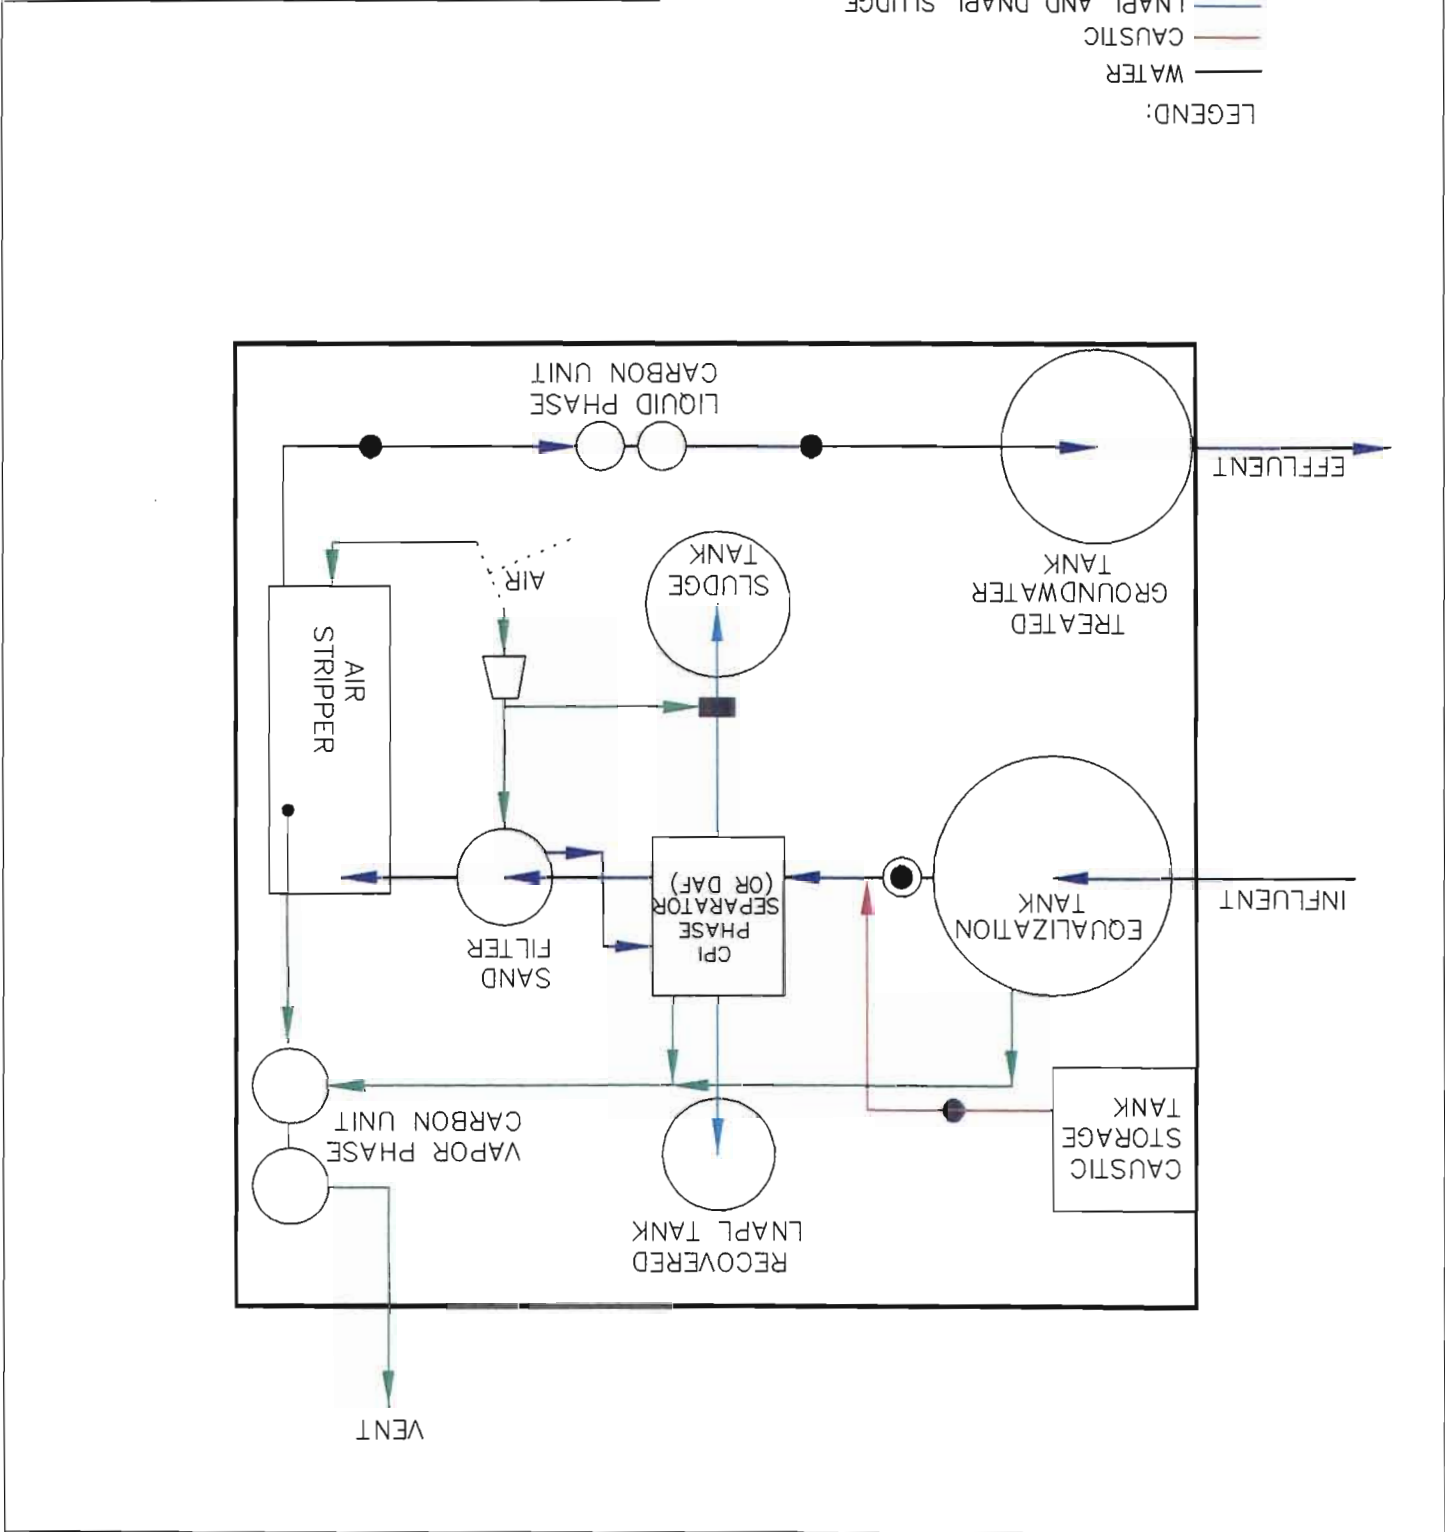 VENT
RECOVERED
LNAPL TANK
CAUSTIC
STORAGE
TANK
VAPOR PHASE
CARBON UNIT
SAND
FILTER
CPI
PHASE
SEPARATOR
(OR DAF)
EQUALIZATION
TANK
INFLUENT
AIR
STRIPPER
AIR
SLUDGE
TANK
TREATED
GROUNDWATER
TANK
EFFLUENT
LIQUID PHASE
CARBON UNIT
LEGEND:
WATER
CAUSTIC
LNAPL AND DNAPL SLUDGE